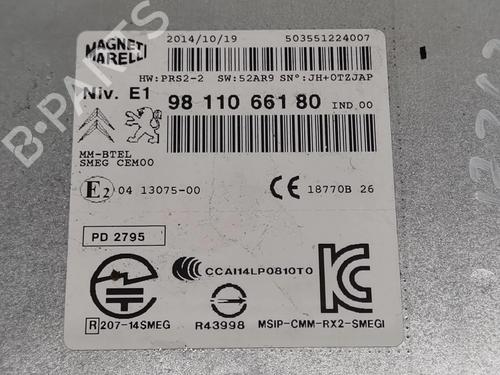 MAGNETI
MARELLI
2014/10/19
503551224007
HW:PRS2-2 SW:52AR9 SN°:JH+0TZJAP
Niv. E1
98 110 661 80
IND.00
MM-BTEL
SMEG CEM00
E2
04 13075-00
CE
18770B 26
PD 2795
CCAI14LP0810T0
R 207-14SMEG
R43998
MSIP-CMM-RX2-SMEGI
B-PARTS